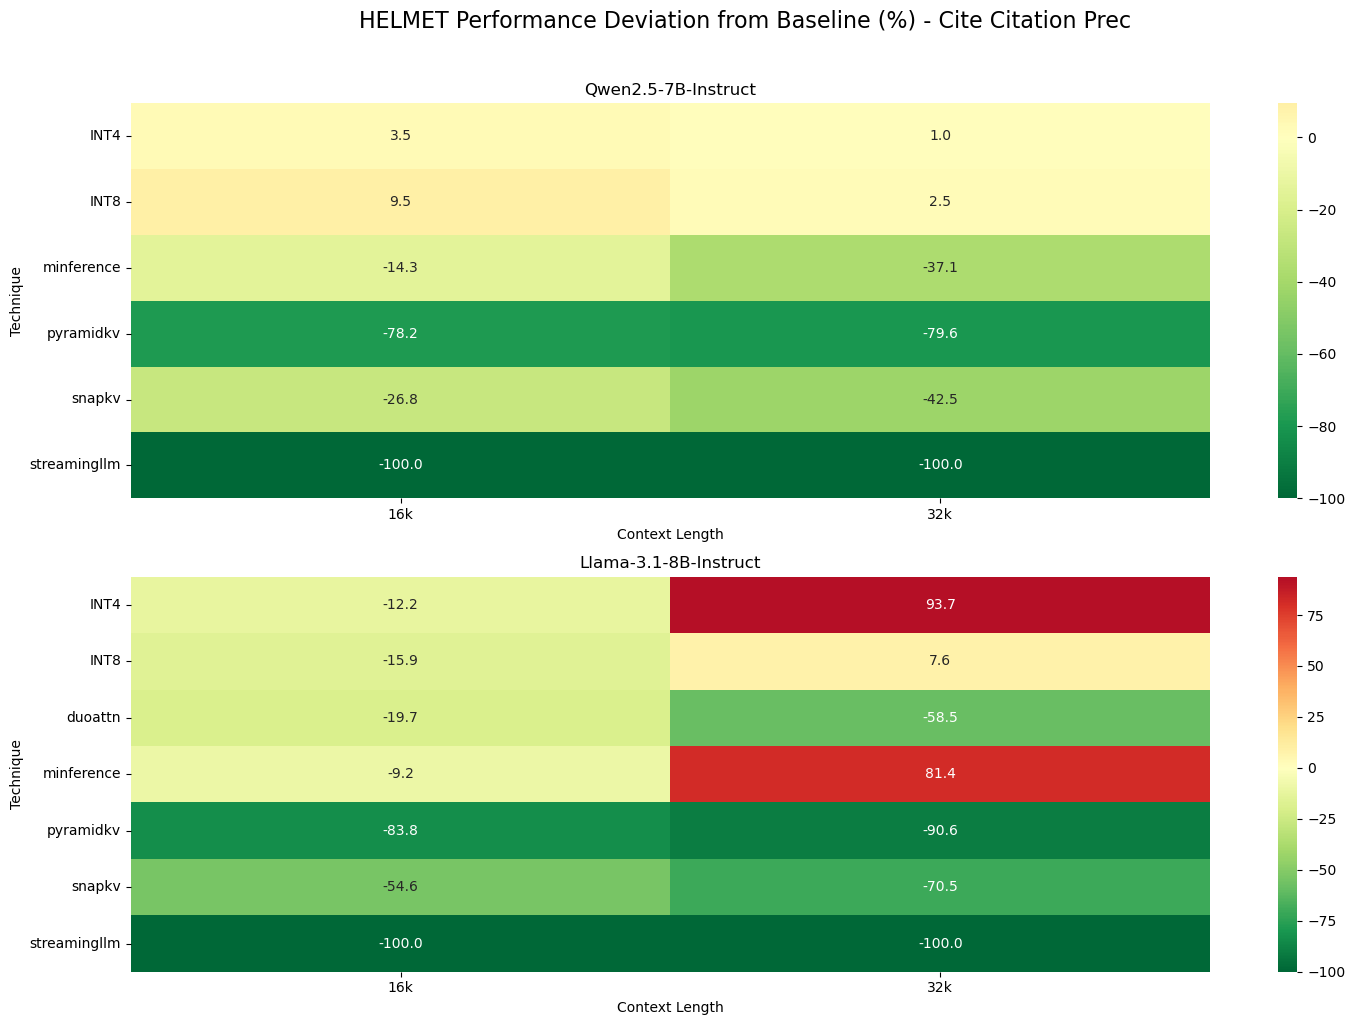 HELMET Performance Deviation from Baseline (%) - Cite Citation Prec
Qwen2.5-7B-Instruct
Technique
INT4 3.5 1.0
INT8 9.5 2.5
minference -14.3 -37.1
pyramidkv -78.2 -79.6
snapkv -26.8 -42.5
streamingllm -100.0 -100.0
16k 32k
Context Length
0
−20
−40
−60
−80
−100
Llama-3.1-8B-Instruct
Technique
INT4 -12.2 93.7
INT8 -15.9 7.6
duoattn -19.7 -58.5
minference -9.2 81.4
pyramidkv -83.8 -90.6
snapkv -54.6 -70.5
streamingllm -100.0 -100.0
16k 32k
Context Length
75
50
25
0
−25
−50
−75
−100